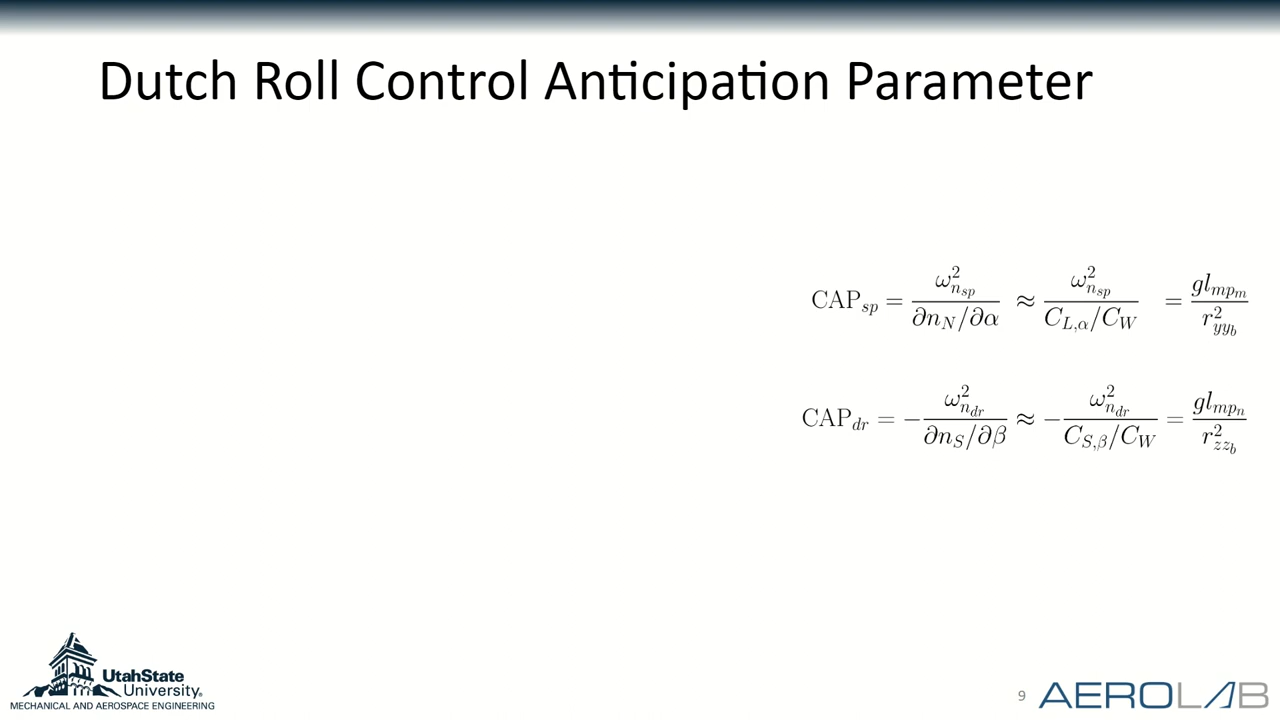 Dutch Roll Control Anticipation Parameter
CAP_{sp} = \frac{\omega_{n_{sp}}^2}{\partial n_N / \partial \alpha} \approx \frac{\omega_{n_{sp}}^2}{C_{L,\alpha} / C_W} = \frac{g l_{mp_m}}{r_{yy_b}^2}
CAP_{dr} = -\frac{\omega_{n_{dr}}^2}{\partial n_S / \partial \beta} \approx -\frac{\omega_{n_{dr}}^2}{C_{S,\beta} / C_W} = \frac{g l_{mp_n}}{r_{zz_b}^2}
UtahState
University®
MECHANICAL AND AEROSPACE ENGINEERING
9
AEROLAB